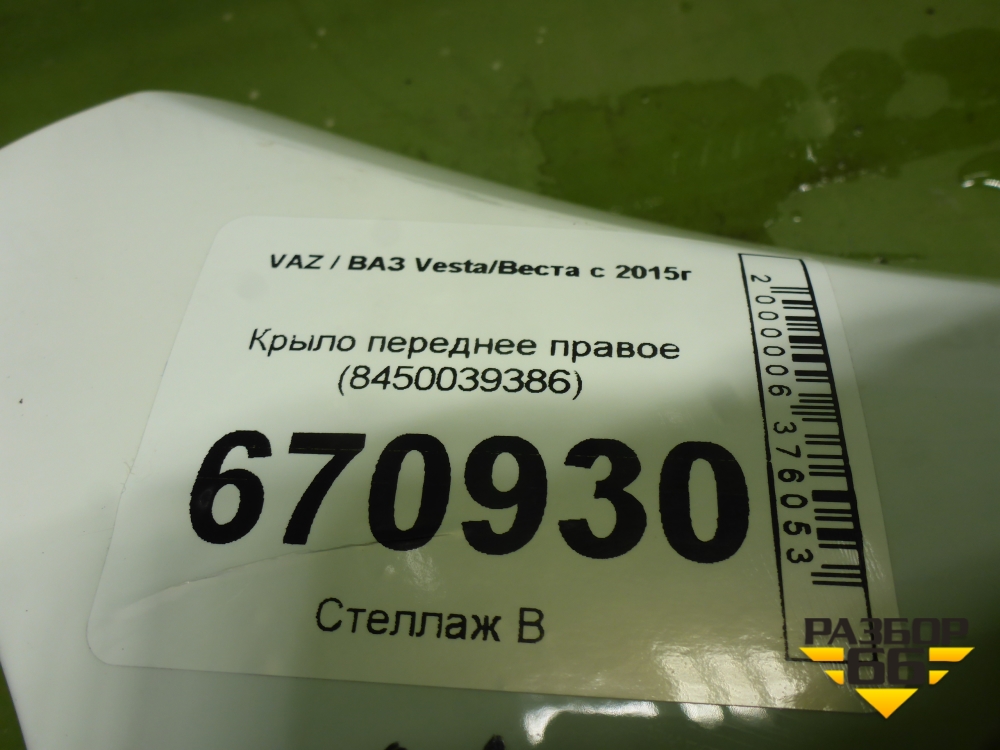 VAZ / ВАЗ Vesta/Веста с 2015г
Крыло переднее правое
(8450039386)
670930
Стеллаж В
2000006376053
РАЗБОР
66